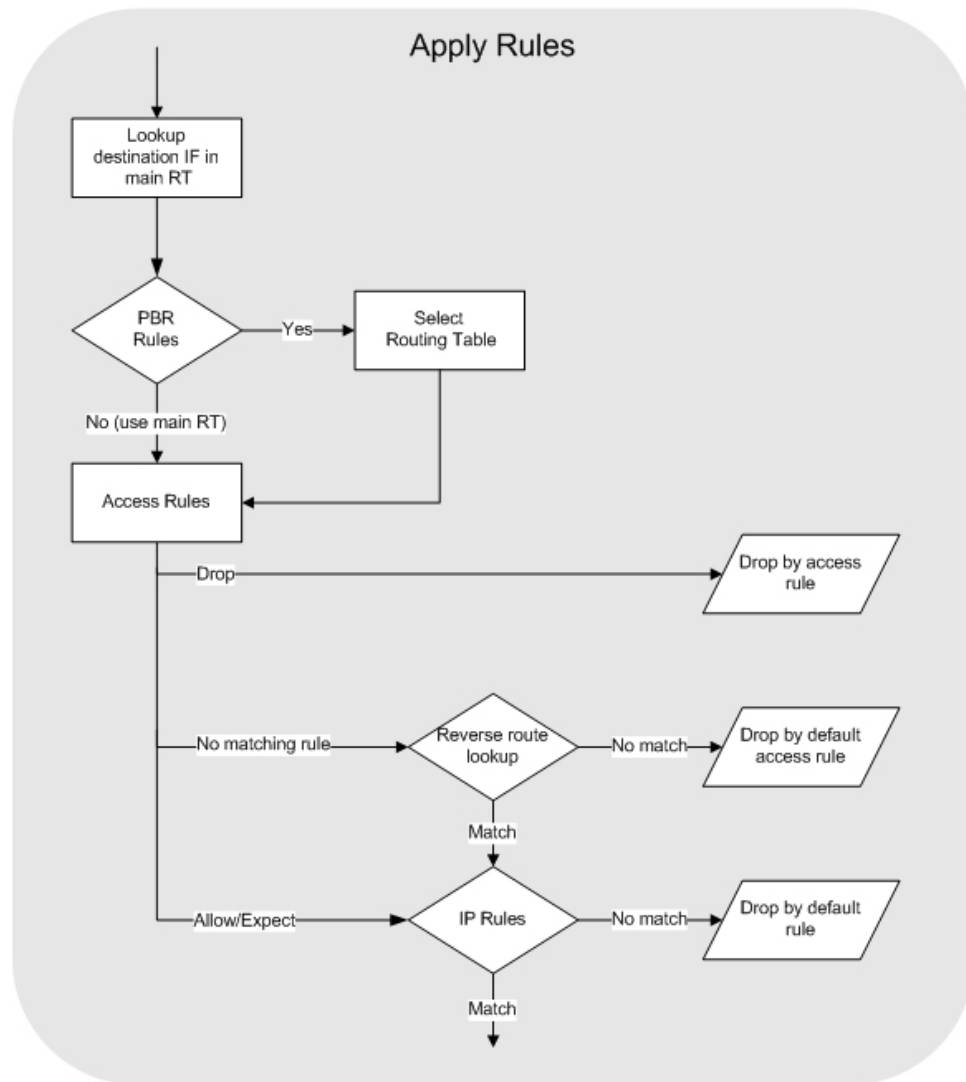 Apply Rules
Lookup
destination IF in
main RT
PBR
Rules
Yes
Select
Routing Table
No (use main RT)
Access Rules
Drop
Drop by access
rule
No matching rule
Reverse route
lookup
No match
Drop by default
access rule
Match
Allow/Expect
IP Rules
No match
Drop by default
rule
Match